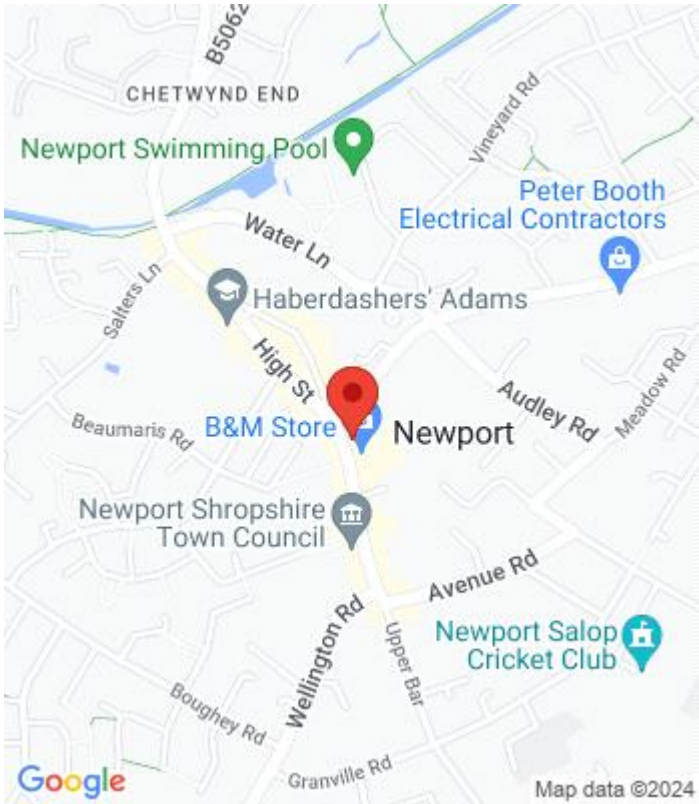 B5062
CHETWYND END
Newport Swimming Pool
Vineyard Rd
Peter Booth
Electrical Contractors
Water Ln
Salters Ln
Haberdashers' Adams
High St
Audley Rd
Meadow Rd
Beaumaris Rd
B&M Store
Newport
Newport Shropshire
Town Council
Avenue Rd
Wellington Rd
Upper Bar
Newport Salop
Cricket Club
Boughey Rd
Granville Rd
Google
Map data ©2024